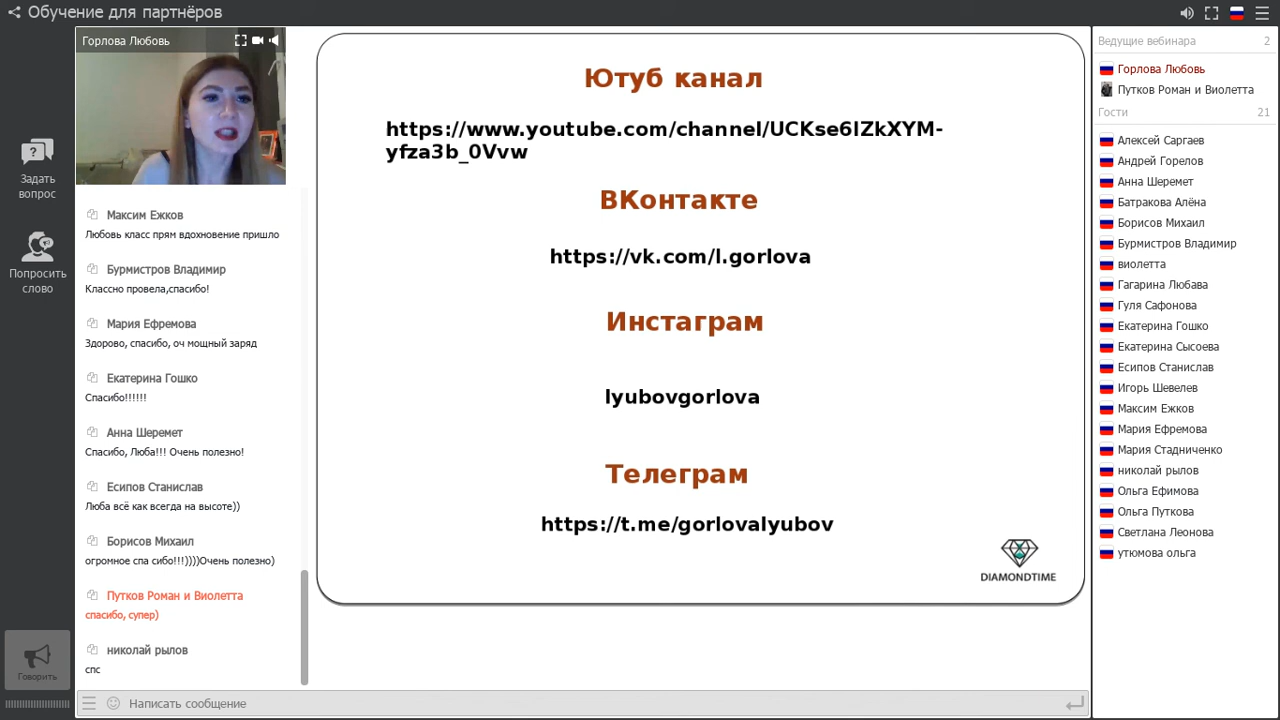 Обучение для партнёров
Горлова Любовь
Задать
вопрос
Попросить
слово
Говорить
Максим Ежков
Любовь класс прям вдохновение пришло
Бурмистров Владимир
Классно провела,спасибо!
Мария Ефремова
Здорово, спасибо, оч мощный заряд
Екатерина Гошко
Спасибо!!!!!!
Анна Шеремет
Спасибо, Люба!!! Очень полезно!
Есипов Станислав
Люба всё как всегда на высоте))
Борисов Михаил
огромное спа сибо!!!))))Очень полезно)
Путков Роман и Виолетта
спасибо, супер)
николай рылов
спс
Написать сообщение
Ютуб канал
https://www.youtube.com/channel/UCKse6IZkXYM-
yfza3b_0Vvw
ВКонтакте
https://vk.com/l.gorlova
Инстаграм
lyubovgorlova
Телеграм
https://t.me/gorlovalyubov
DIAMONDTIME
Ведущие вебинара 2
Горлова Любовь
Путков Роман и Виолетта
Гости 21
Алексей Саргаев
Андрей Горелов
Анна Шеремет
Батракова Алёна
Борисов Михаил
Бурмистров Владимир
виолетта
Гагарина Любава
Гуля Сафонова
Екатерина Гошко
Екатерина Сысоева
Есипов Станислав
Игорь Шевелев
Максим Ежков
Мария Ефремова
Мария Стадниченко
николай рылов
Ольга Ефимова
Ольга Путкова
Светлана Леонова
утюмова ольга